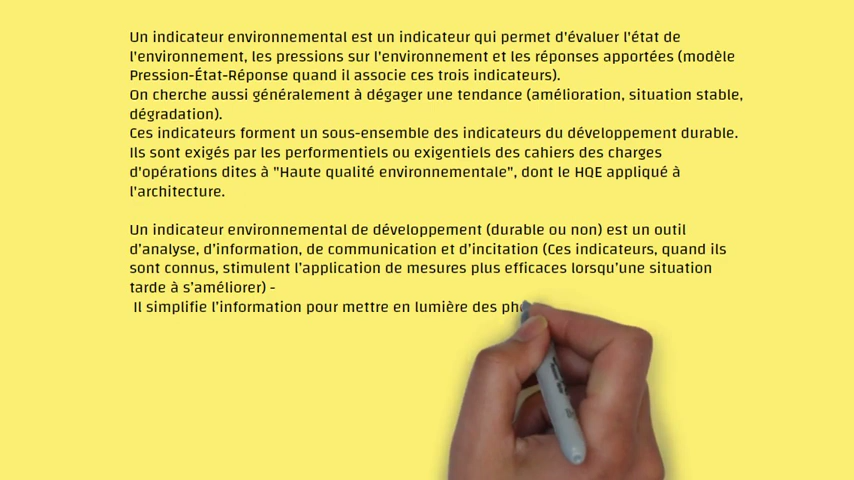 Un indicateur environnemental est un indicateur qui permet d'évaluer l'état de
l'environnement, les pressions sur l'environnement et les réponses apportées (modèle
Pression-État-Réponse quand il associe ces trois indicateurs).
On cherche aussi généralement à dégager une tendance (amélioration, situation stable,
dégradation).
Ces indicateurs forment un sous-ensemble des indicateurs du développement durable.
Ils sont exigés par les performentiels ou exigentiels des cahiers des charges
d'opérations dites à "Haute qualité environnementale", dont le HQE appliqué à
l'architecture.
Un indicateur environnemental de développement (durable ou non) est un outil
d’analyse, d’information, de communication et d’incitation (Ces indicateurs, quand ils
sont connus, stimulent l’application de mesures plus efficaces lorsqu’une situation
tarde à s’améliorer) -
Il simplifie l’information pour mettre en lumière des